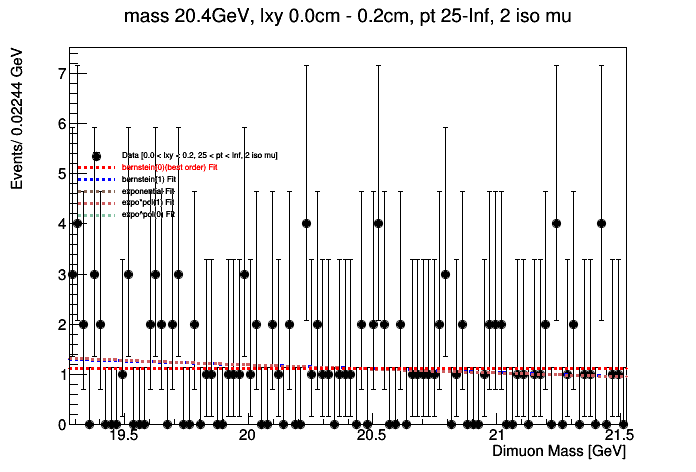 mass 20.4GeV, lxy 0.0cm - 0.2cm, pt 25-Inf, 2 iso mu
Events/ 0.02244 GeV
7
6
5
4
3
2
1
0
Data [0.0 < lxy < 0.2, 25 < pt < Inf, 2 iso mu]
bernstein[0](best order) Fit
bernstein(1) Fit
exponential Fit
expo*pol(1) Fit
expo^pol(0) Fit
19.5 20 20.5 21 21.5
Dimuon Mass [GeV]